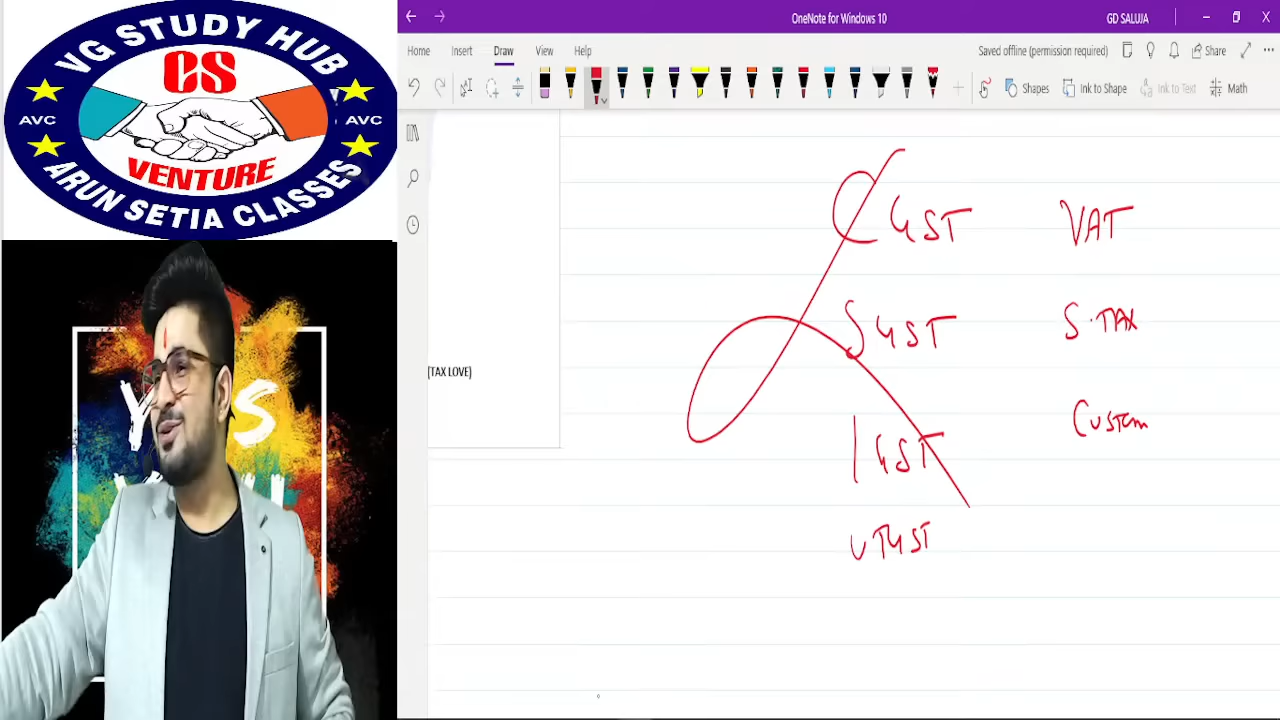 VG STUDY HUB
CS
AVC AVC
VENTURE
ARUN SETIA CLASSES
OneNote for Windows 10
GD SALUJA
Home Insert Draw View Help
Saved offline (permission required)
Share
Shapes Ink to Shape Ink to Text Math
(TAX LOVE)
CGST VAT
SGST S.TAX
IGST Custom
UTGST